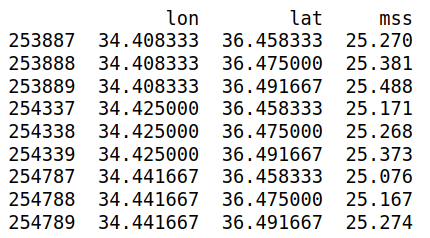 lon lat mss
253887 34.408333 36.458333 25.270
253888 34.408333 36.475000 25.381
253889 34.408333 36.491667 25.488
254337 34.425000 36.458333 25.171
254338 34.425000 36.475000 25.268
254339 34.425000 36.491667 25.373
254787 34.441667 36.458333 25.076
254788 34.441667 36.475000 25.167
254789 34.441667 36.491667 25.274